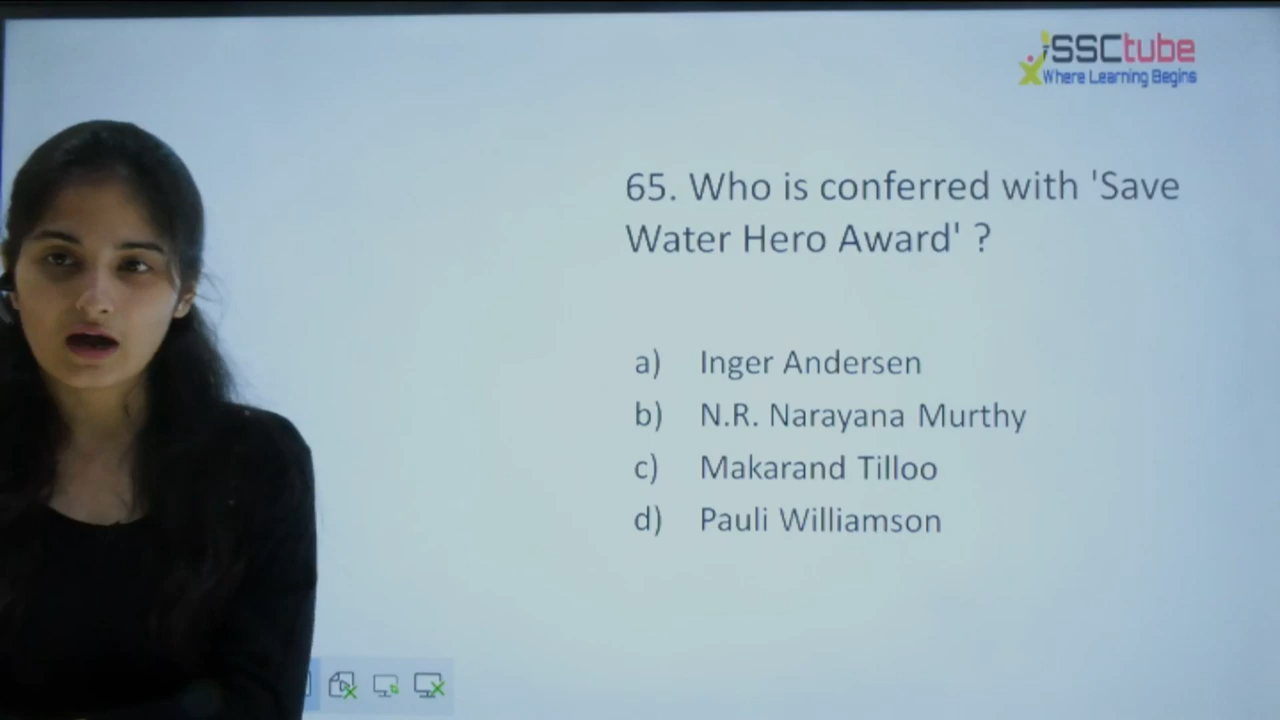 SSCtube
Where Learning Begins
65. Who is conferred with 'Save
Water Hero Award' ?
a) Inger Andersen
b) N.R. Narayana Murthy
c) Makarand Tilloo
d) Pauli Williamson